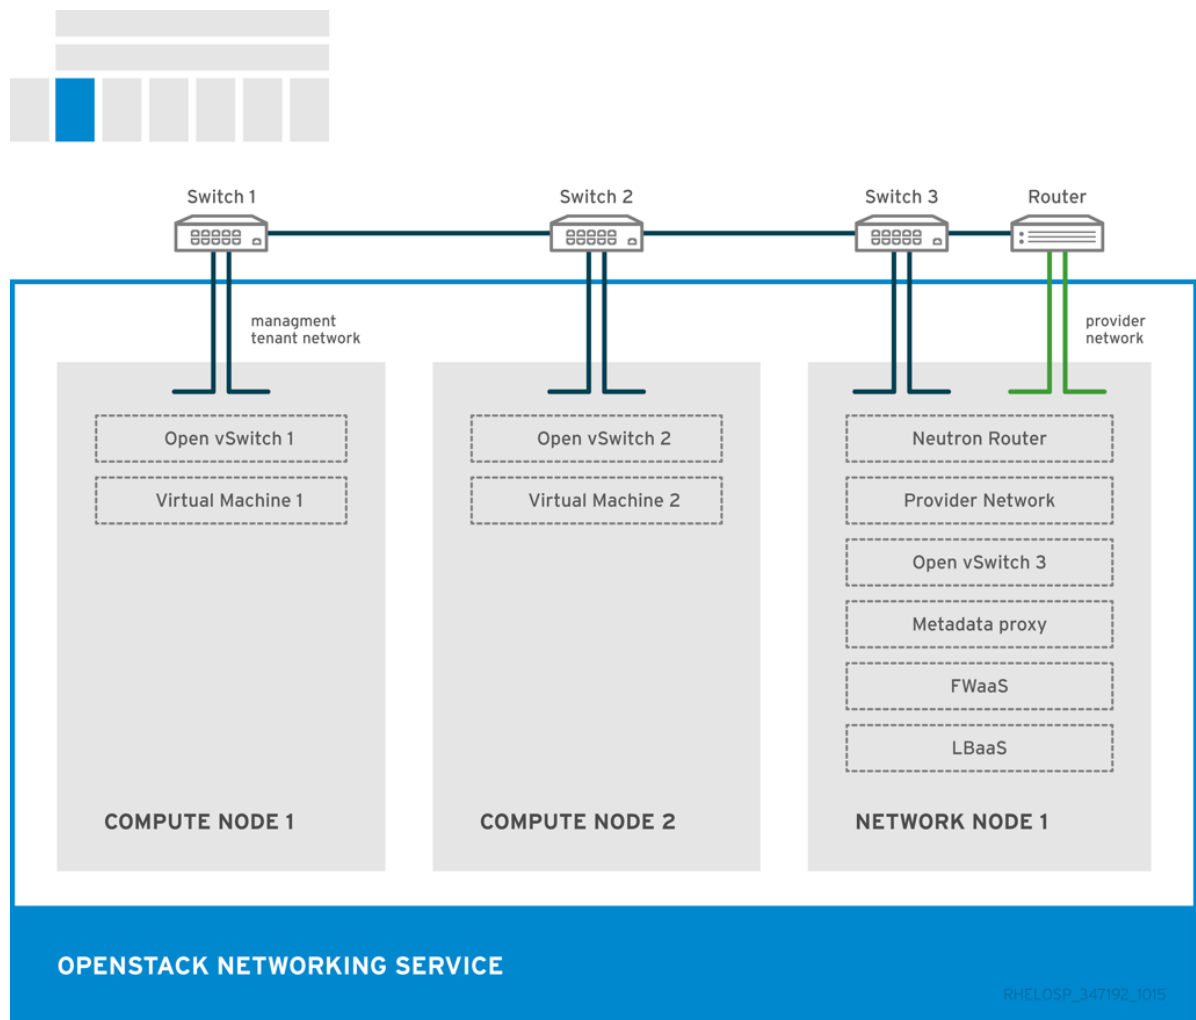 Switch 1
Switch 2
Switch 3
Router
managment
tenant network
provider
network
Open vSwitch 1
Virtual Machine 1
COMPUTE NODE 1
Open vSwitch 2
Virtual Machine 2
COMPUTE NODE 2
Neutron Router
Provider Network
Open vSwitch 3
Metadata proxy
FWaaS
LBaaS
NETWORK NODE 1
OPENSTACK NETWORKING SERVICE
RHELOSP_347192_1015